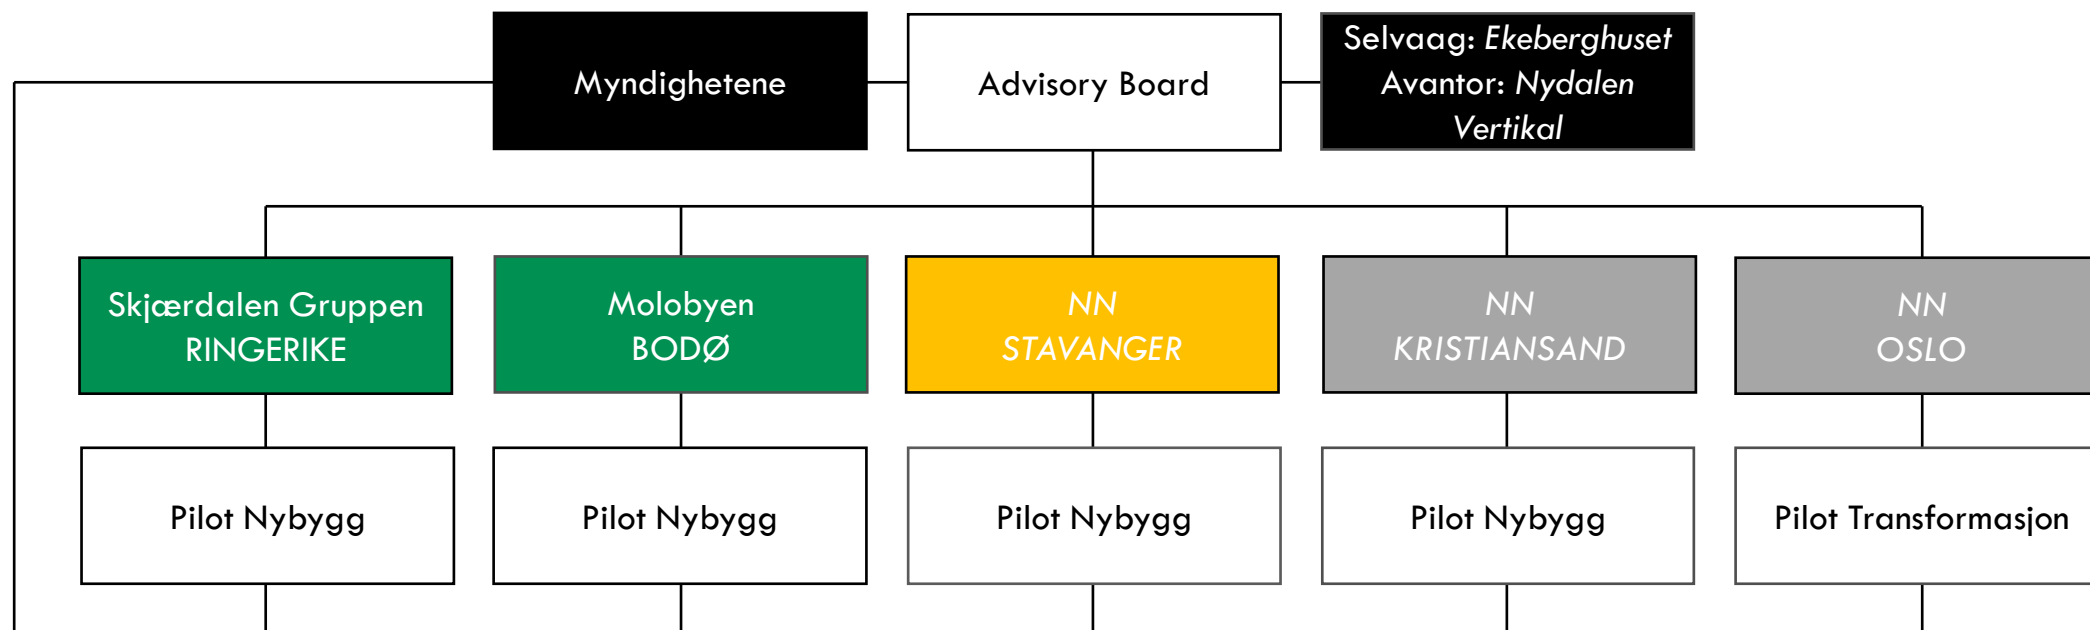 Myndighetene
Advisory Board
Selvaag: Ekeberghuset
Avantor: Nydalen
Vertikal
Skjærdalen Gruppen
RINGERIKE
Molobyen
BODØ
NN
STAVANGER
NN
KRISTIANSAND
NN
OSLO
Pilot Nybygg
Pilot Nybygg
Pilot Nybygg
Pilot Nybygg
Pilot Transformasjon